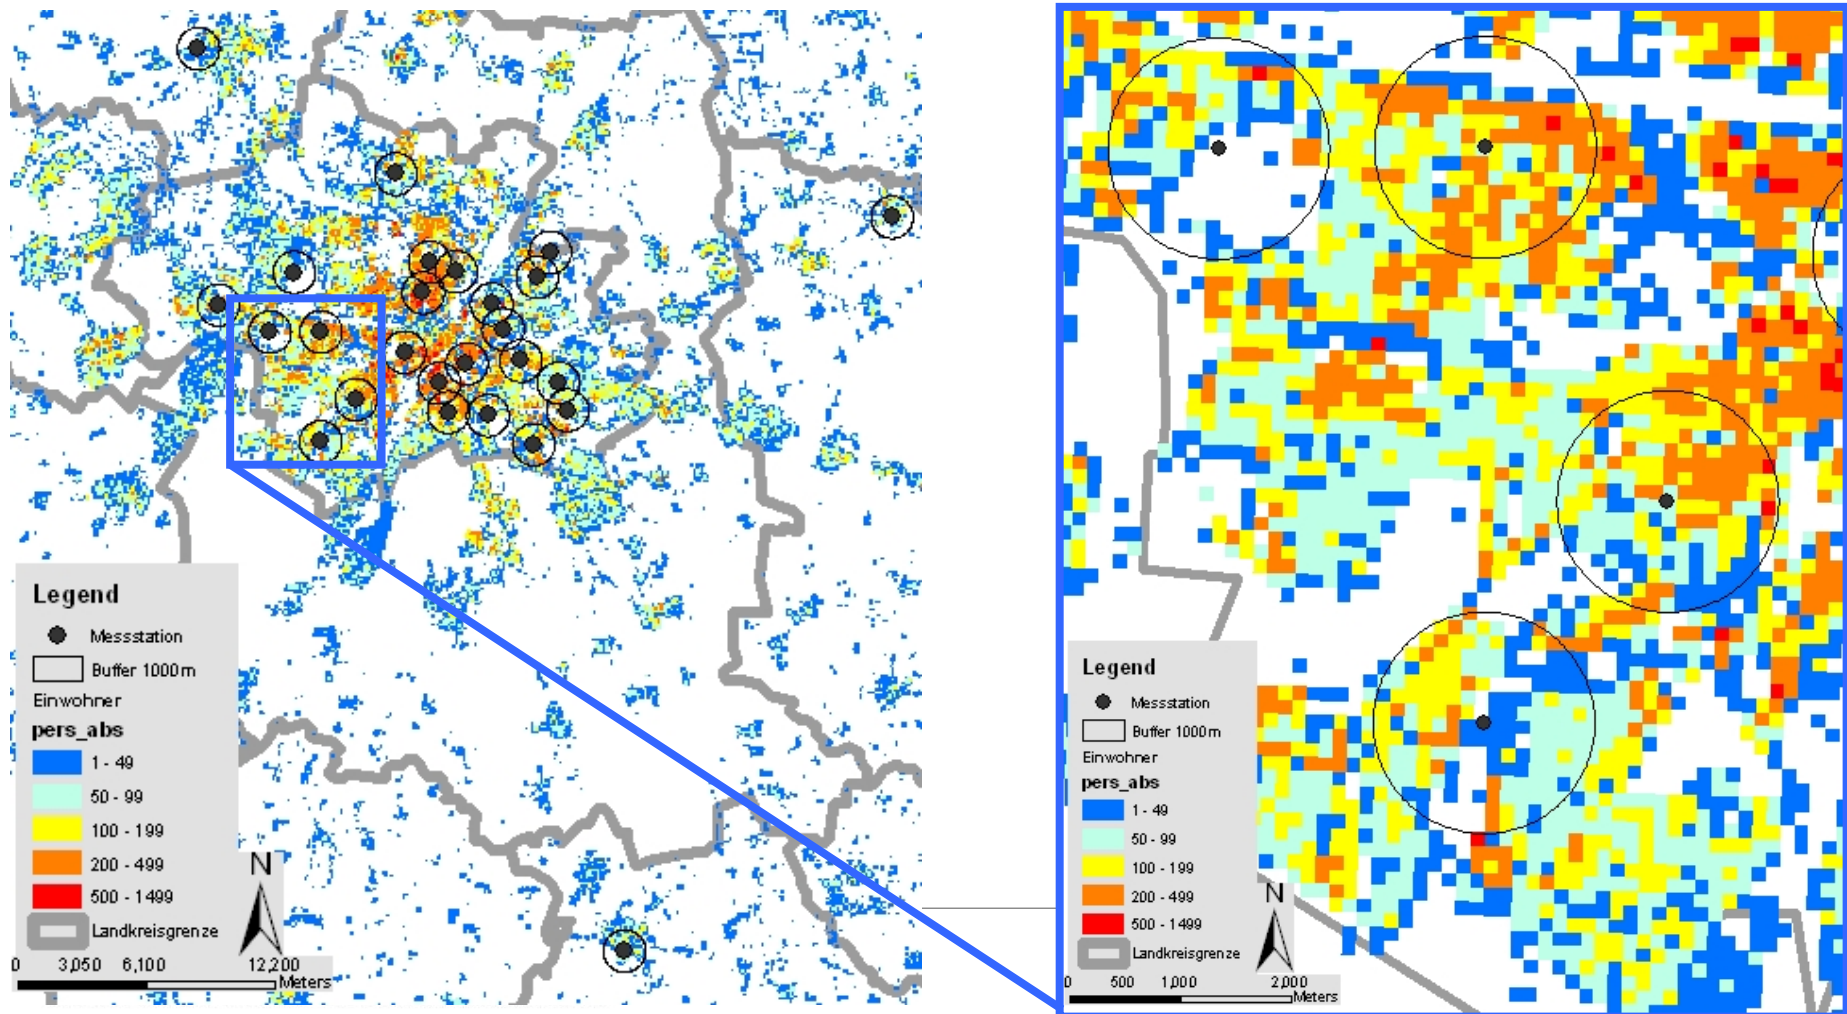 Legend
Messstation
Buffer 1000m
Einwohner
pers_abs
1 - 49
50 - 99
100 - 199
200 - 499
500 - 1499
Landkreisgrenze
N
0 3,050 6,100 12,200
Meters
Legend
Messstation
Buffer 1000m
Einwohner
pers_abs
1 - 49
50 - 99
100 - 199
200 - 499
500 - 1499
Landkreisgrenze
N
0 500 1,000 2,000
Meters